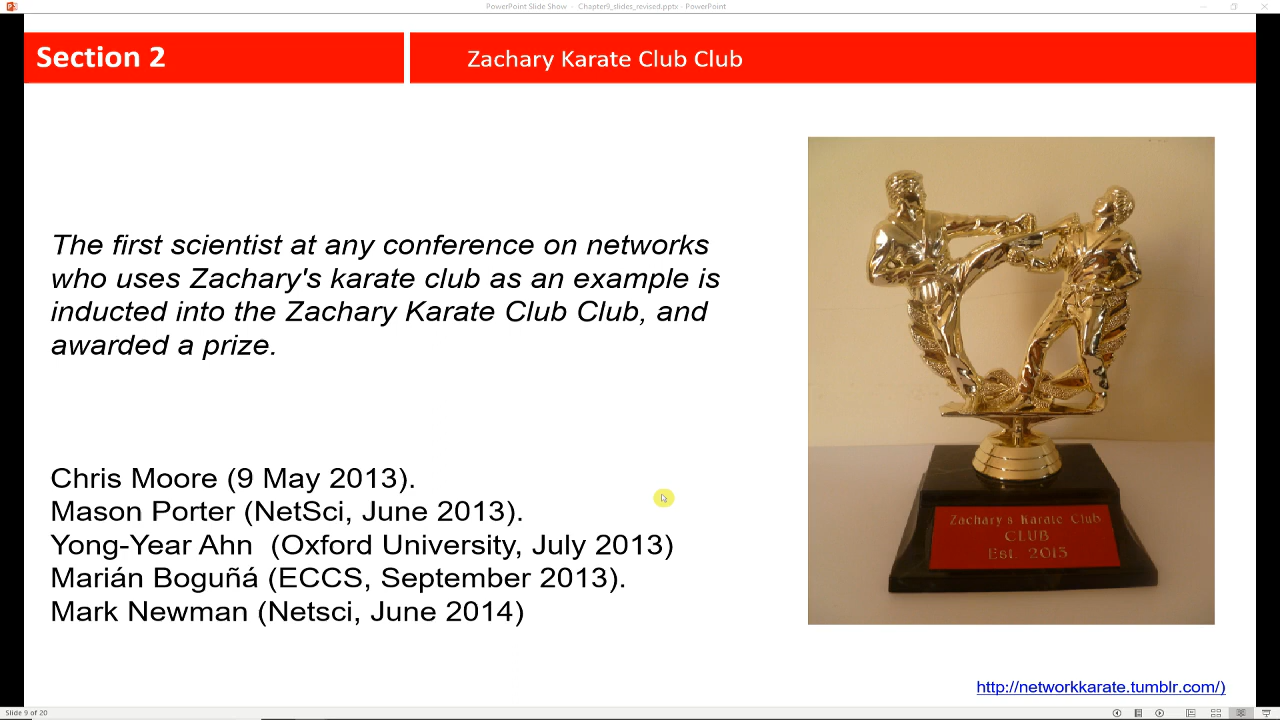 PowerPoint Slide Show - Chapter9_slides_revised.pptx - PowerPoint
Section 2
Zachary Karate Club Club
The first scientist at any conference on networks
who uses Zachary's karate club as an example is
inducted into the Zachary Karate Club Club, and
awarded a prize.
Chris Moore (9 May 2013).
Mason Porter (NetSci, June 2013).
Yong-Year Ahn (Oxford University, July 2013)
Marián Boguñá (ECCS, September 2013).
Mark Newman (Netsci, June 2014)
Zachary's Karate Club
CLUB
Est. 2013
http://networkkarate.tumblr.com/)
Slide 9 of 20